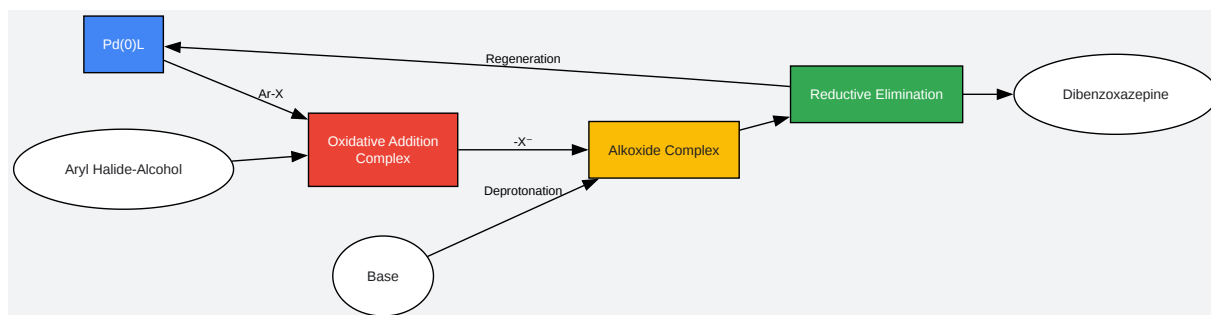 Pd(0)L
Regeneration
Reductive Elimination
Dibenzoxazepine
Ar-X
Oxidative Addition
Complex
-X⁻
Alkoxide Complex
Aryl Halide-Alcohol
Deprotonation
Base